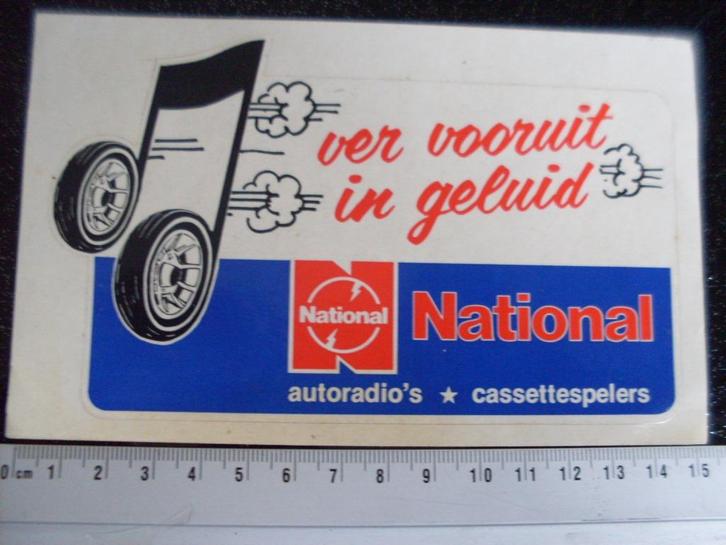 ver vooruit
in geluid
National
National
autoradio's ★ cassettespelers
0 cm 1 2 3 4 5 6 7 8 9 10 11 12 13 14 15